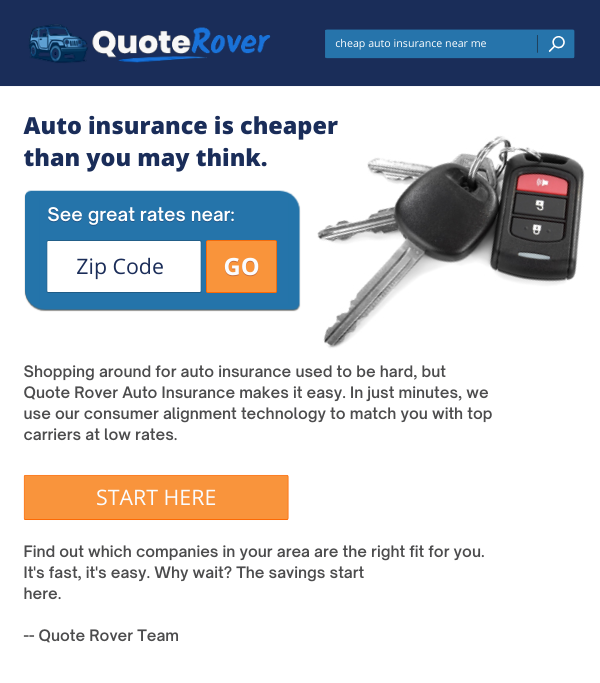 QuoteRover
cheap auto insurance near me
Auto insurance is cheaper
than you may think.
See great rates near:
Zip Code
GO
Shopping around for auto insurance used to be hard, but
Quote Rover Auto Insurance makes it easy. In just minutes, we
use our consumer alignment technology to match you with top
carriers at low rates.
START HERE
Find out which companies in your area are the right fit for you.
It's fast, it's easy. Why wait? The savings start
here.
-- Quote Rover Team